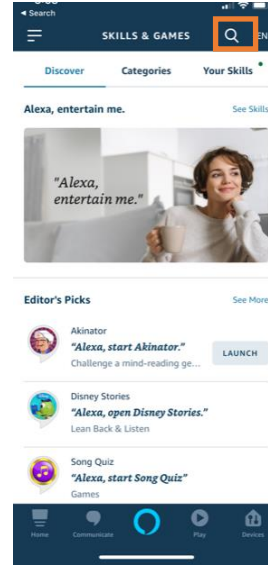 Search
SKILLS & GAMES
EN
Discover
Categories
Your Skills
Alexa, entertain me.
See Skills
"Alexa,
entertain me."
Editor's Picks
See More
Akinator
"Alexa, start Akinator."
Challenge a mind-reading ge...
LAUNCH
Disney Stories
"Alexa, open Disney Stories."
Lean Back & Listen
Song Quiz
"Alexa, start Song Quiz"
Games
Home
Communicate
Play
Devices